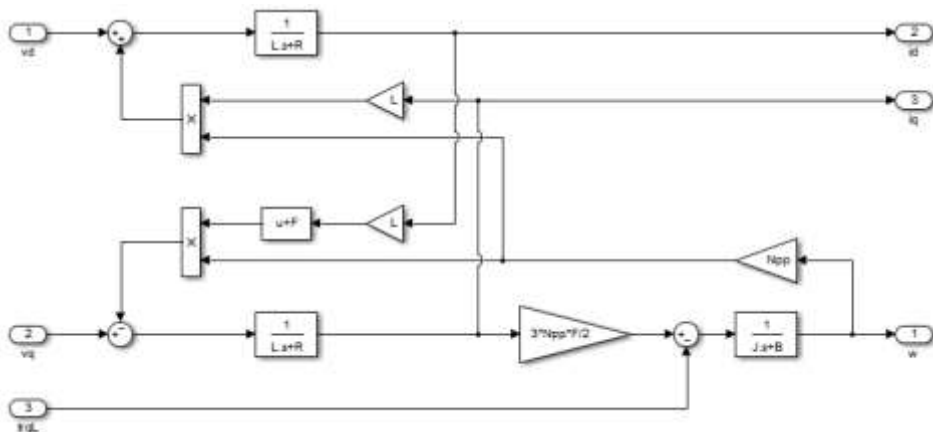 1
vd
1
L.s+R
2
id
L
3
iq
X
X
u+F
L
Npp
2
vq
1
L.s+R
3*Npp*F/2
1
J.s+B
1
w
3